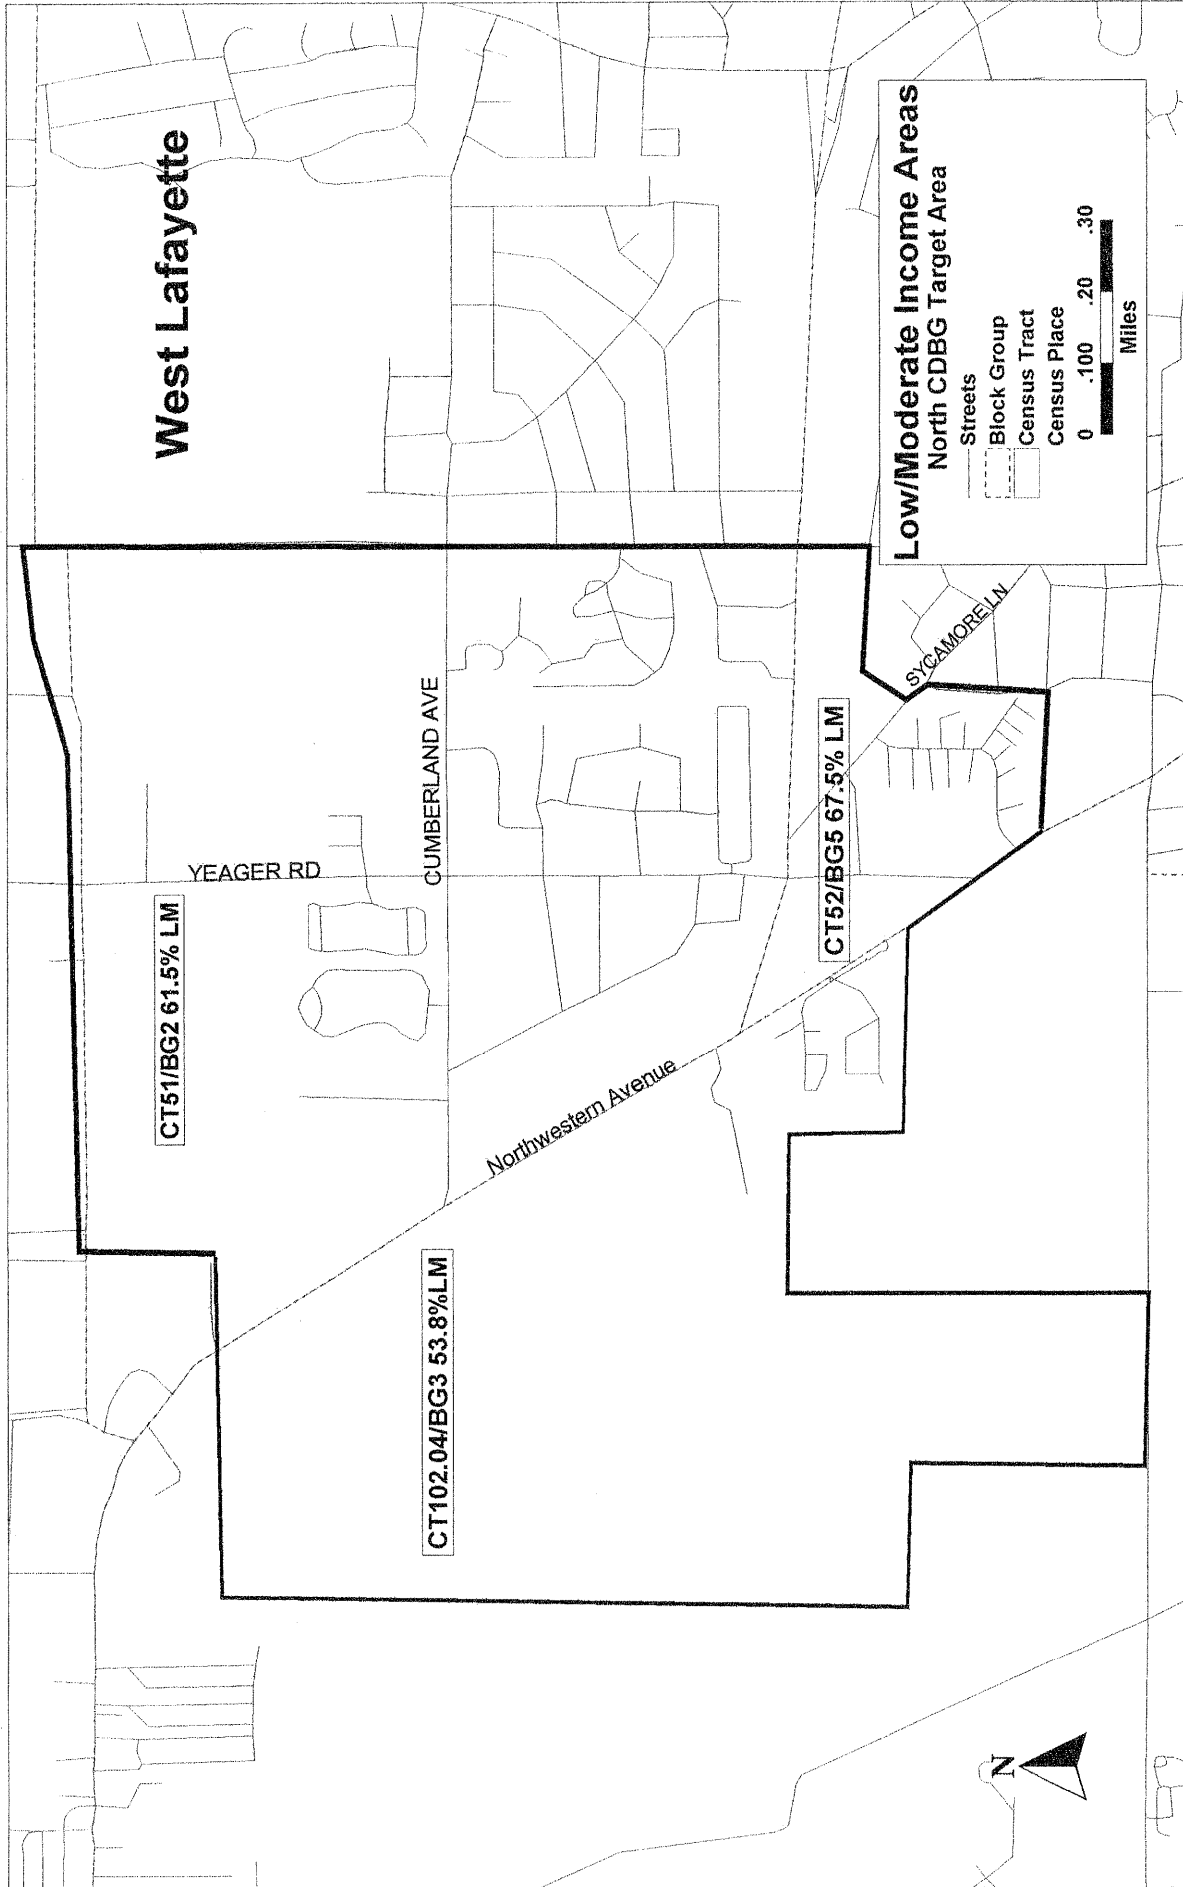 West Lafayette
YEAGER RD
CT51/BG2 61.5% LM
CUMBERLAND AVE
Northwestern Avenue
CT102.04/BG3 53.8%LM
CT52/BG5 67.5% LM
SYCAMORE LN
Low/Moderate Income Areas
North CDBG Target Area
Streets
Block Group
Census Tract
Census Place
0 .100 .20 .30
Miles
N